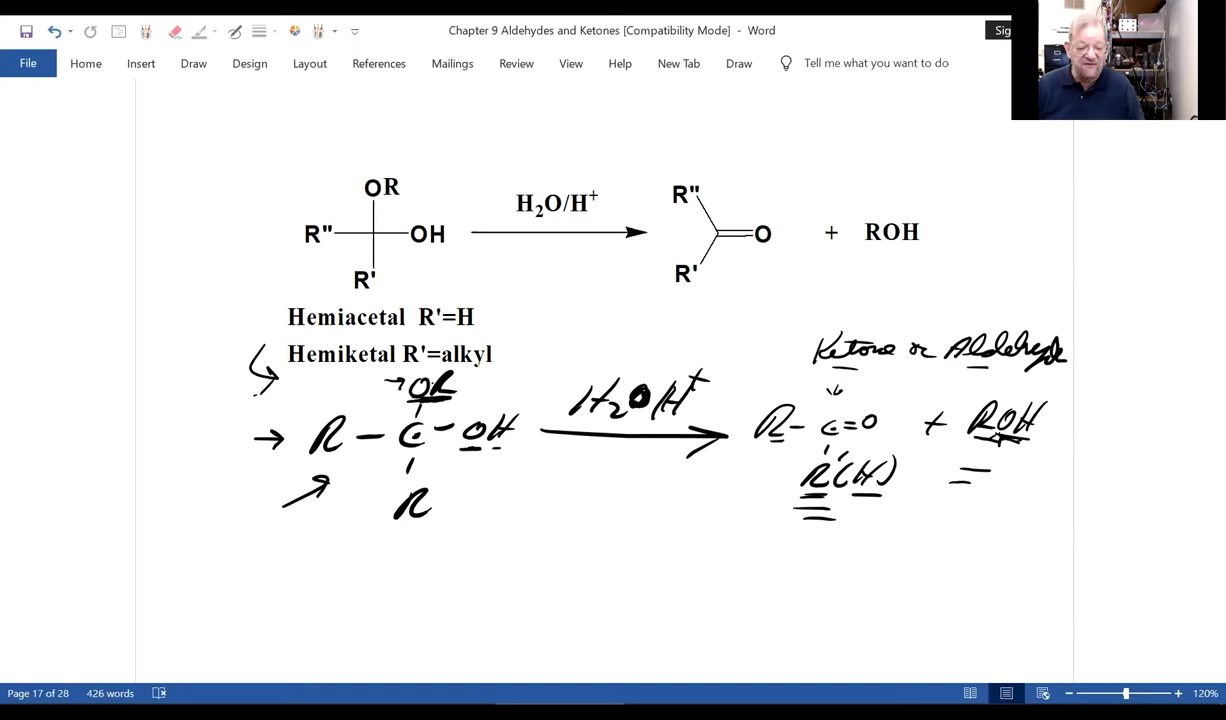 Chapter 9 Aldehydes and Ketones [Compatibility Mode] - Word
Sig
File Home Insert Draw Design Layout References Mailings Review View Help New Tab Draw Tell me what you want to do
OR
R" OH
R'
H₂O/H⁺
R"
O + ROH
R'
Hemiacetal R'=H
Hemiketal R'=alkyl
Ketone or Aldehyde
OR
R - C - OH
R
H₂O/H⁺
R - C = O + ROH
R(H)
Page 17 of 28 426 words 120%